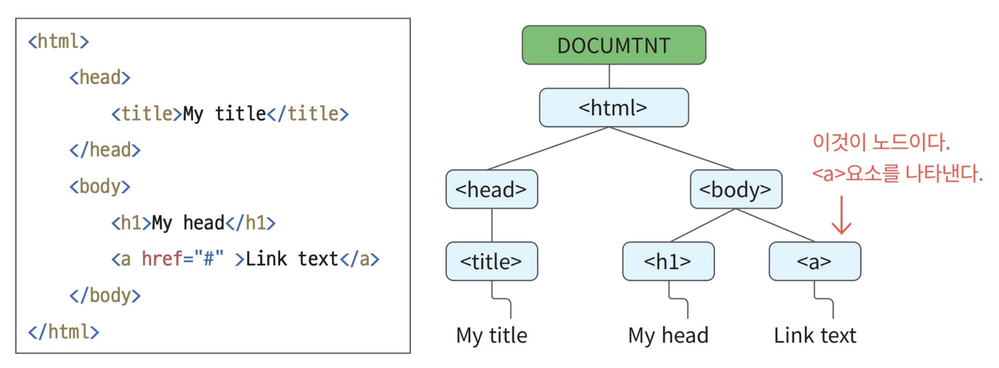 <html>
<head>
<title>My title</title>
</head>
<body>
<h1>My head</h1>
<a href="#" >Link text</a>
</body>
</html>
DOCUMTNT
<html>
이것이 노드이다.
<a>요소를 나타낸다.
<head>
<body>
<title>
<h1>
<a>
My title
My head
Link text